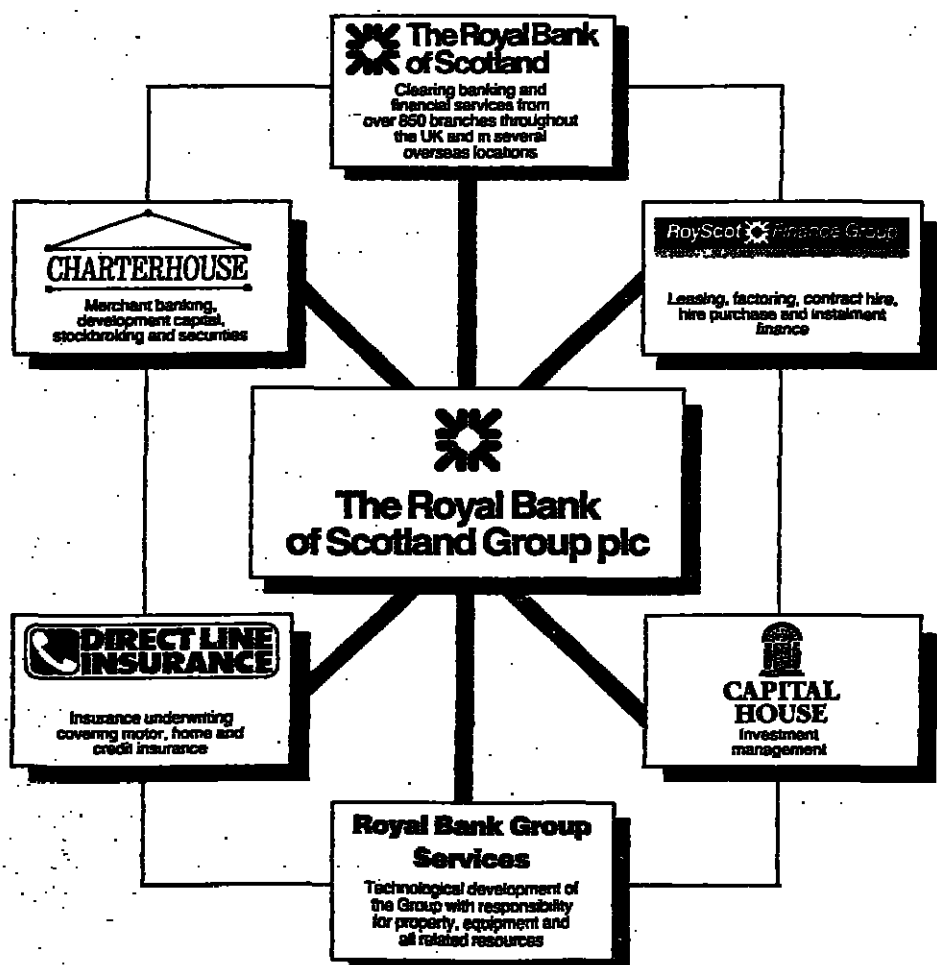 The Royal Bank
of Scotland
Clearing banking and
financial services from
over 850 branches throughout
the UK and in several
overseas locations
CHARTERHOUSE
Merchant banking,
development capital,
stockbroking and securities
RoyScot Finance Group
Leasing, factoring, contract hire,
hire purchase and instalment
finance
The Royal Bank
of Scotland Group plc
DIRECT LINE
INSURANCE
Insurance underwriting
covering motor, home and
credit insurance
CAPITAL
HOUSE
Investment
management
Royal Bank Group
Services
Technological development of
the Group with responsibility
for property, equipment and
all related resources